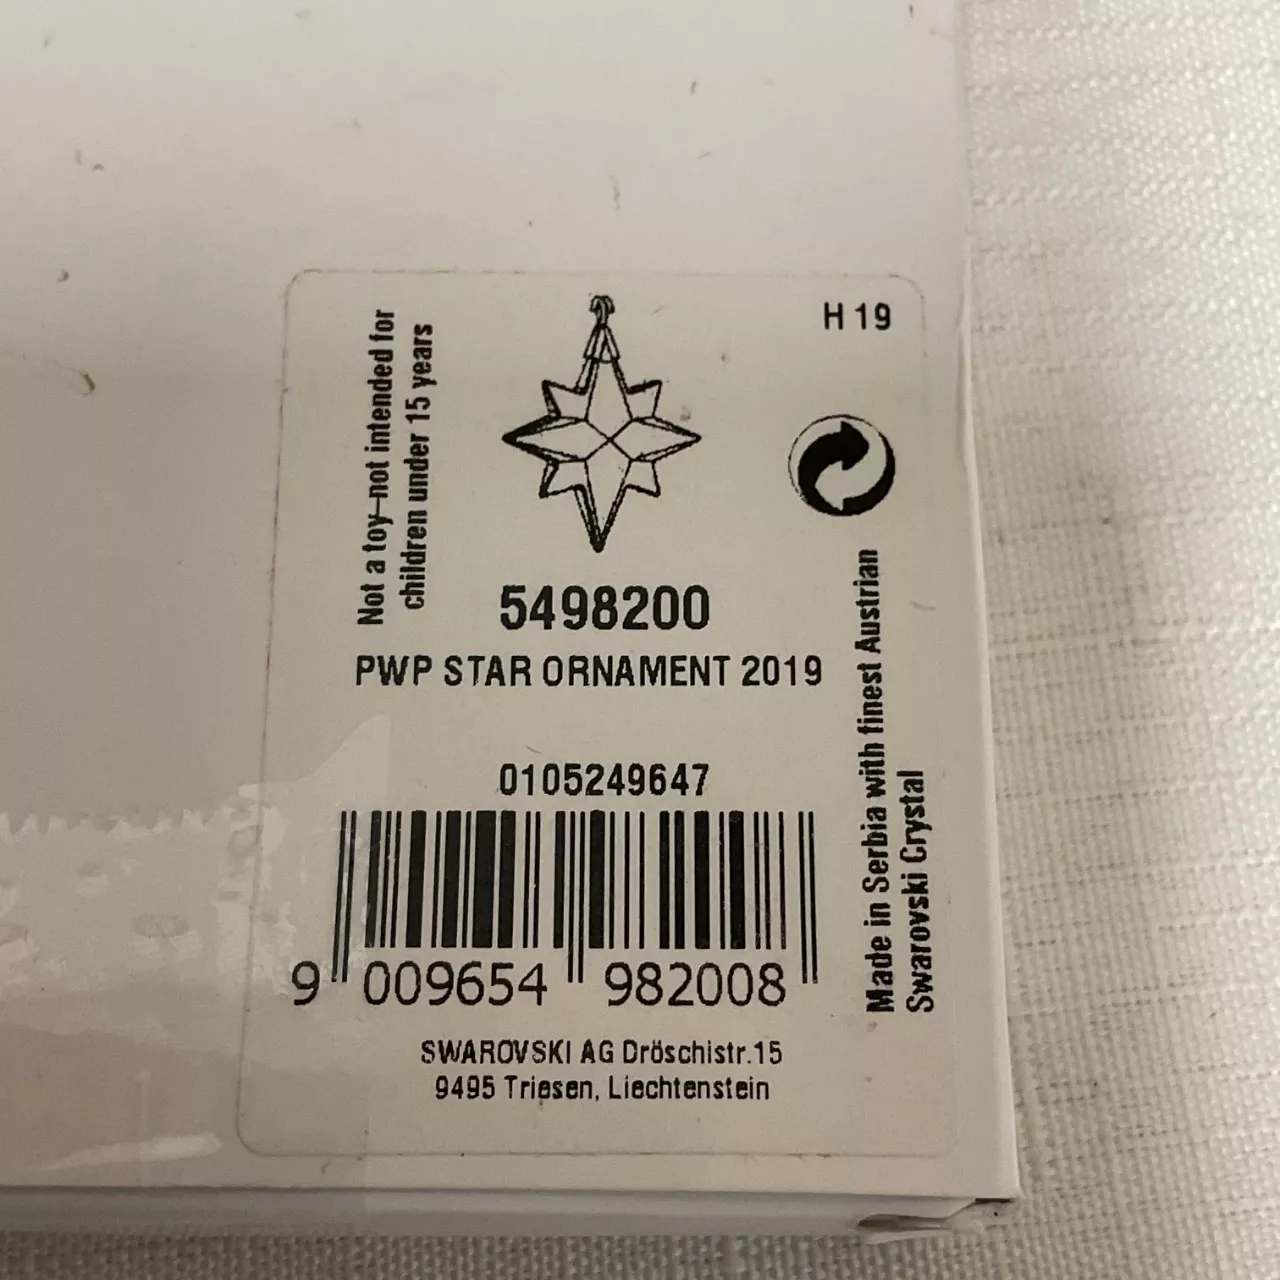 H 19
Not a toy–not intended for
children under 15 years
5498200
PWP STAR ORNAMENT 2019
Made in Serbia with finest Austrian
Swarovski Crystal
0105249647
9 009654 982008
SWAROVSKI AG Dröschistr.15
9495 Triesen, Liechtenstein